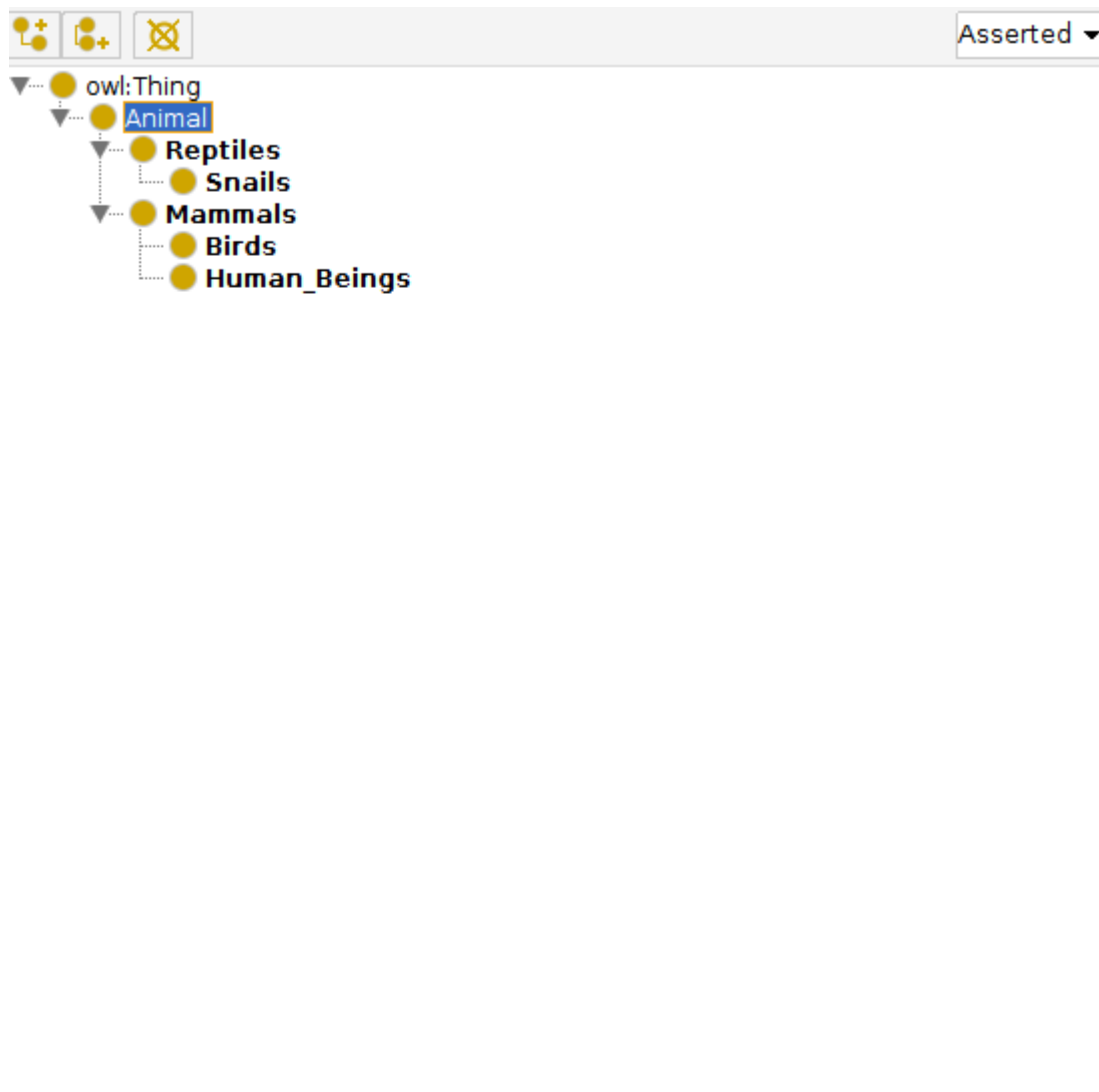 Asserted
owl:Thing
Animal
Reptiles
Snails
Mammals
Birds
Human_Beings